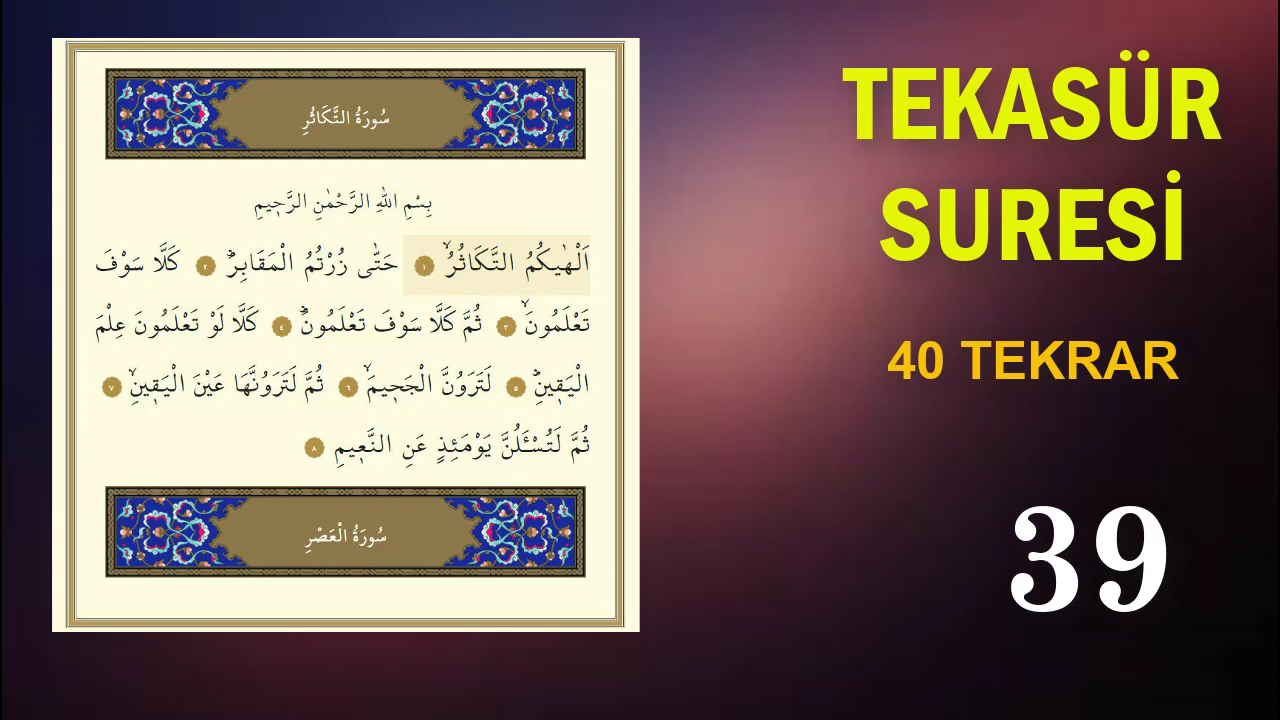 سُورَةُ التَّكَاثُرِ
بِسْمِ اللّٰهِ الرَّحْمٰنِ الرَّح۪يمِ
اَلْهٰيكُمُ التَّكَاثُرُۙ ١ حَتّٰى زُرْتُمُ الْمَقَابِرَۜ ٢ كَلَّا سَوْفَ
تَعْلَمُونَۙ ٣ ثُمَّ كَلَّا سَوْفَ تَعْلَمُونَۜ ٤ كَلَّا لَوْ تَعْلَمُونَ عِلْمَ
الْيَق۪ينِۜ ٥ لَتَرَوُنَّ الْجَح۪يمَۙ ٦ ثُمَّ لَتَرَوُنَّهَا عَيْنَ الْيَق۪ينِۙ ٧
ثُمَّ لَتُسْـَٔلُنَّ يَوْمَئِذٍ عَنِ النَّع۪يمِ ٨
سُورَةُ الْعَصْرِ
TEKASÜR
SURESİ
40 TEKRAR
39